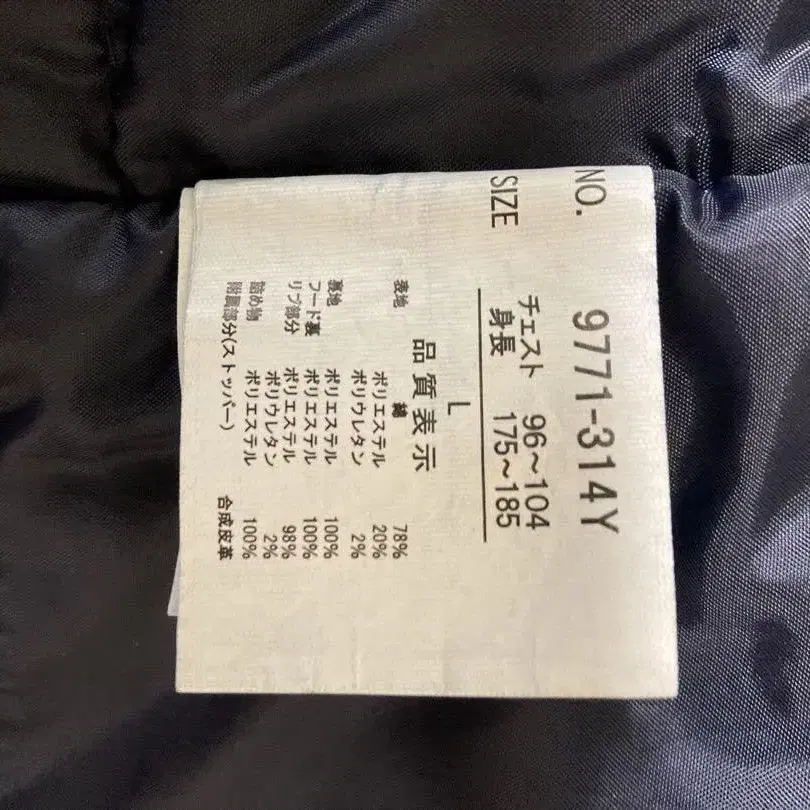 NO. 9771-314Y
SIZE チェスト 96～104
身長 175～185
L
品質表示
表地 綿 78%
ポリエステル 20%
ポリウレタン 2%
裏地 ポリエステル 100%
フード裏 ポリエステル 100%
リブ部分 ポリエステル 98%
ポリウレタン 2%
詰め物 ポリエステル 100%
附属部分(ストッパー) 合成皮革